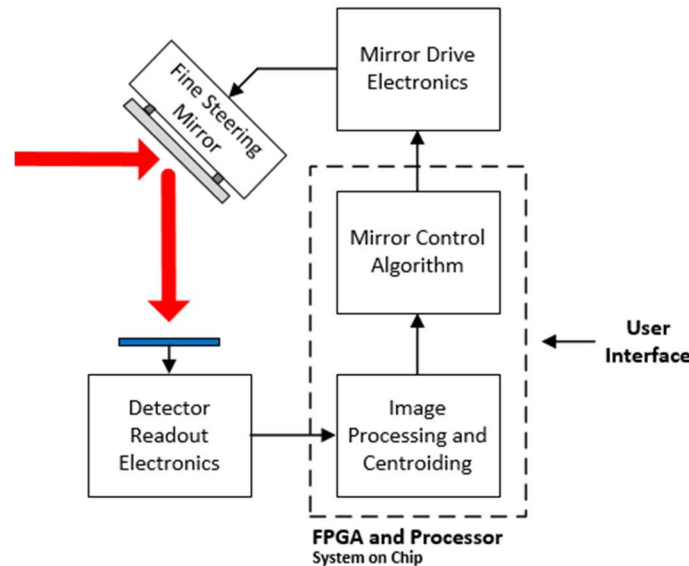 Fine Steering
Mirror
Mirror Drive
Electronics
Mirror Control
Algorithm
User
Interface
Detector
Readout
Electronics
Image
Processing and
Centroiding
FPGA and Processor
System on Chip